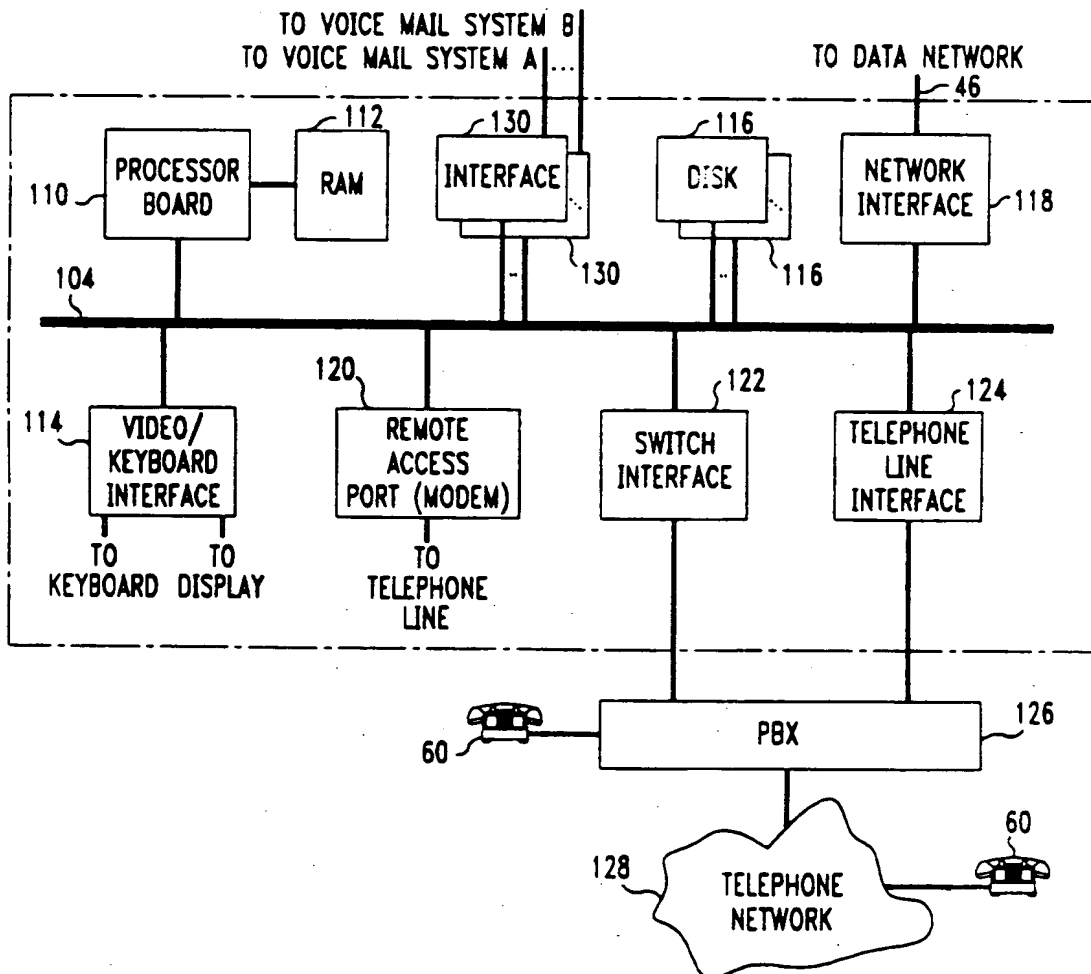 TO VOICE MAIL SYSTEM B
TO VOICE MAIL SYSTEM A
TO DATA NETWORK
46
112
130
116
PROCESSOR
BOARD
RAM
INTERFACE
DISK
NETWORK
INTERFACE
110
118
130
116
104
120
122
124
114
VIDEO/
KEYBOARD
INTERFACE
REMOTE
ACCESS
PORT (MODEM)
SWITCH
INTERFACE
TELEPHONE
LINE
INTERFACE
TO
KEYBOARD
TO
DISPLAY
TO
TELEPHONE
LINE
60
PBX
126
60
128
TELEPHONE
NETWORK